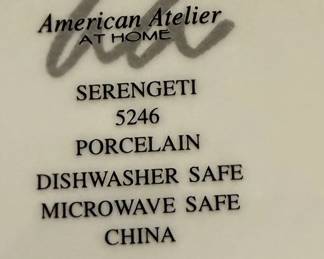 American Atelier
AT HOME
SERENGETI
5246
PORCELAIN
DISHWASHER SAFE
MICROWAVE SAFE
CHINA